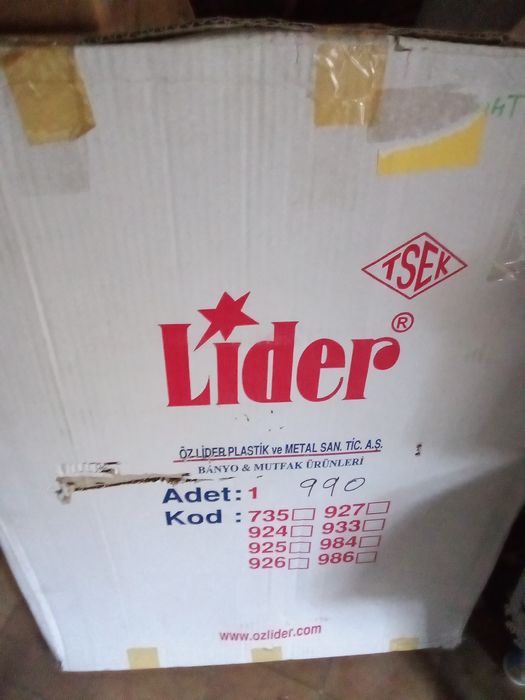 TSEK
Lider ®
ÖZ-LİDER PLASTİK ve METAL SAN. TİC. A.Ş.
BANYO & MUTFAK ÜRÜNLERİ
Adet: 1 990
Kod : 735 927
924 933
925 984
926 986
www.ozlider.com